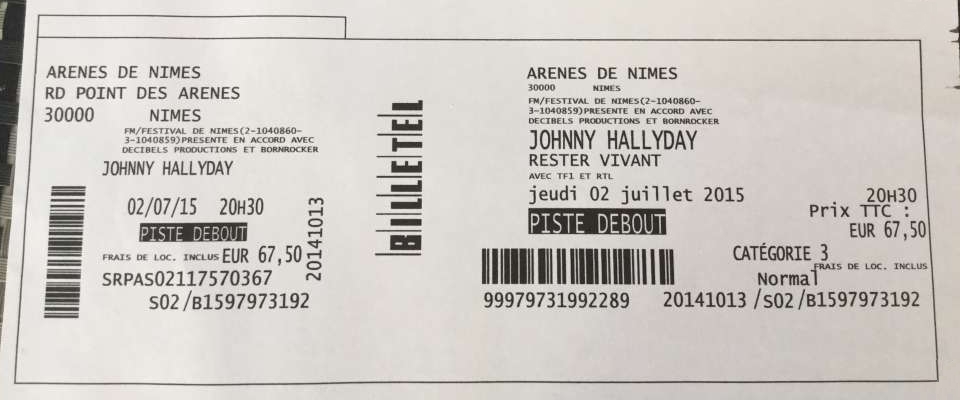 ARENES DE NIMES
RD POINT DES ARENES
30000 NIMES
FM/FESTIVAL DE NIMES(2-1040860-
3-1040859)PRESENTE EN ACCORD AVEC
DECIBELS PRODUCTIONS ET BORNROCKER
JOHNNY HALLYDAY
02/07/15 20H30
PISTE DEBOUT
FRAIS DE LOC. INCLUS EUR 67,50
SRPAS02117570367
S02/B1597973192
20141013
BILLETEL
ARENES DE NIMES
30000 NIMES
FM/FESTIVAL DE NIMES(2-1040860-
3-1040859)PRESENTE EN ACCORD AVEC
DECIBELS PRODUCTIONS ET BORNROCKER
JOHNNY HALLYDAY
RESTER VIVANT
AVEC TF1 ET RTL
jeudi 02 juillet 2015 20H30
PISTE DEBOUT
Prix TTC :
EUR 67,50
CATÉGORIE 3
FRAIS DE LOC. INCLUS
Normal
99979731992289 20141013 /S02/B1597973192